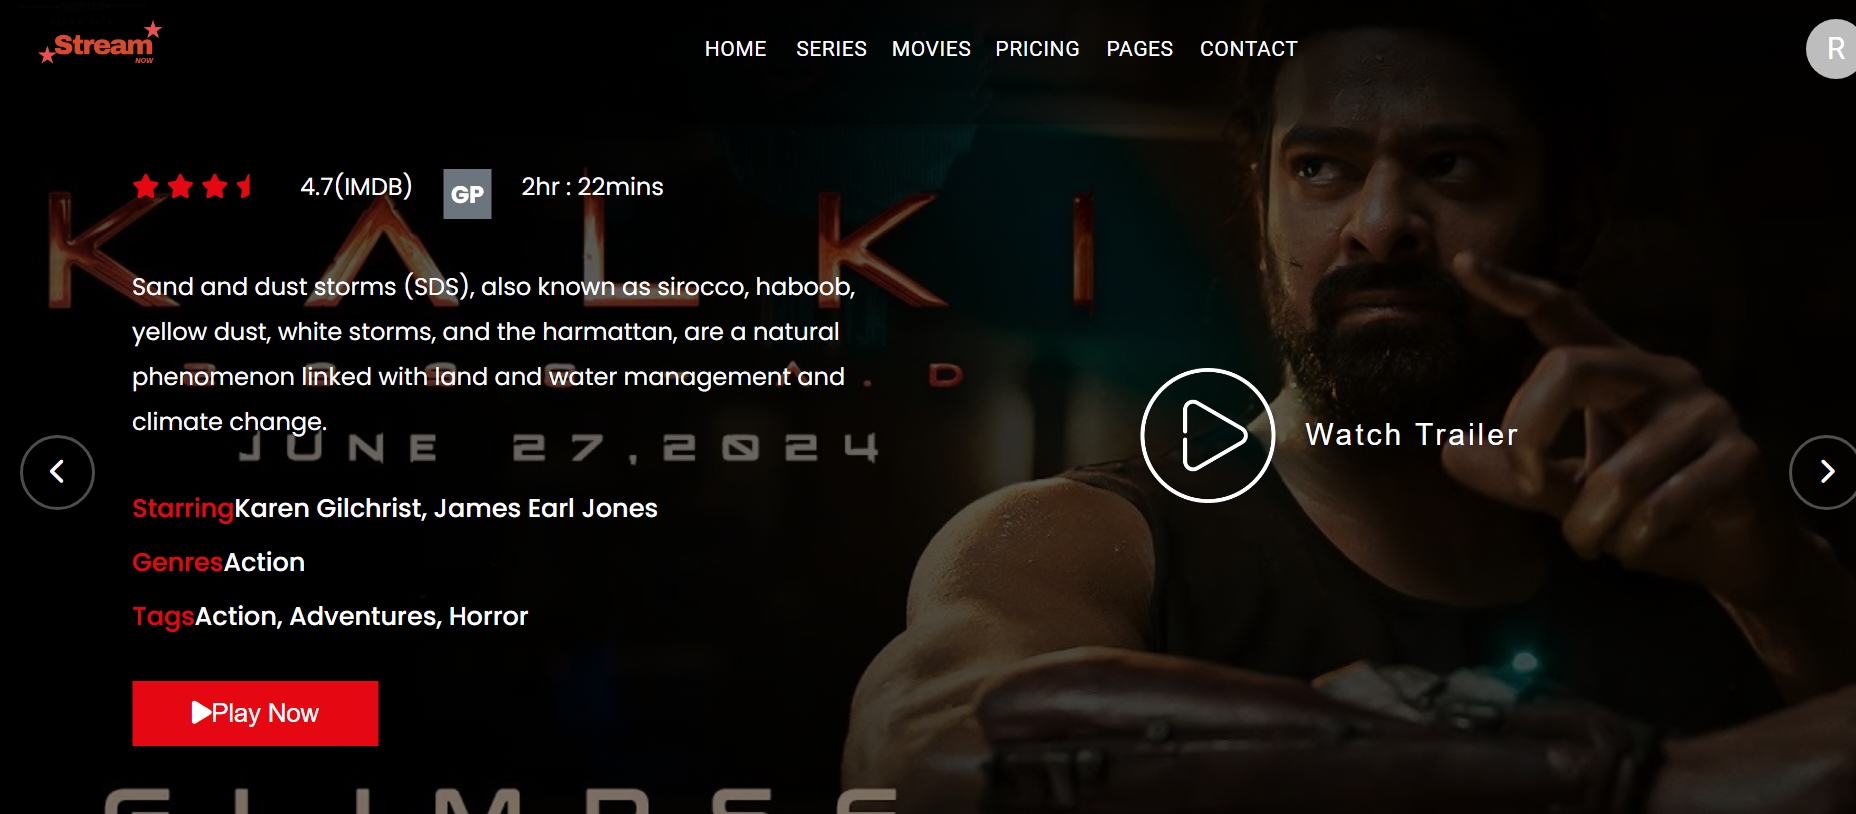 Stream
NOW
HOME SERIES MOVIES PRICING PAGES CONTACT
R
4.7(IMDB) GP 2hr : 22mins
KALKI
Sand and dust storms (SDS), also known as sirocco, haboob,
yellow dust, white storms, and the harmattan, are a natural
phenomenon linked with land and water management and
climate change.
JUNE 27,2024
Watch Trailer
StarringKaren Gilchrist, James Earl Jones
GenresAction
TagsAction, Adventures, Horror
Play Now
GLIMPSE